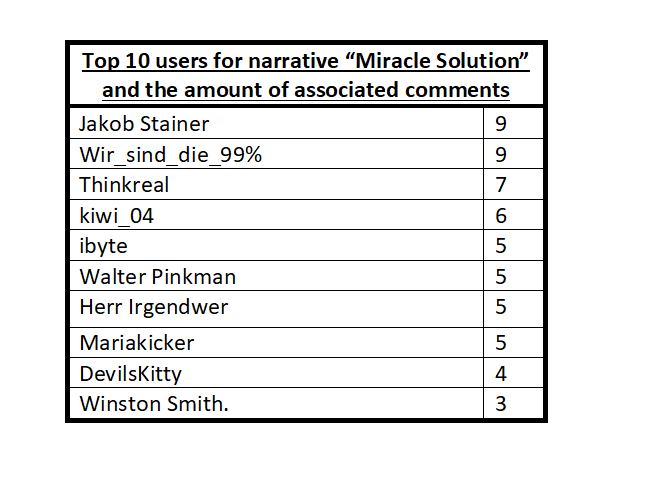 Top 10 users for narrative “Miracle Solution”
and the amount of associated comments
Jakob Stainer 9
Wir_sind_die_99% 9
Thinkreal 7
kiwi_04 6
ibyte 5
Walter Pinkman 5
Herr Irgendwer 5
Mariakicker 5
DevilsKitty 4
Winston Smith. 3